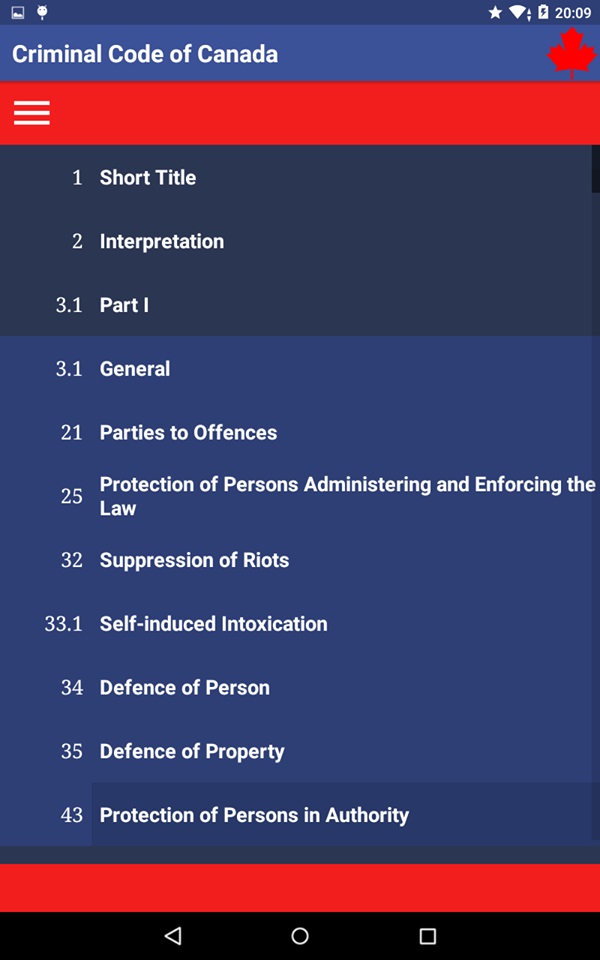 20:09
Criminal Code of Canada
1 Short Title
2 Interpretation
3.1 Part I
3.1 General
21 Parties to Offences
25 Protection of Persons Administering and Enforcing the
Law
32 Suppression of Riots
33.1 Self-induced Intoxication
34 Defence of Person
35 Defence of Property
43 Protection of Persons in Authority